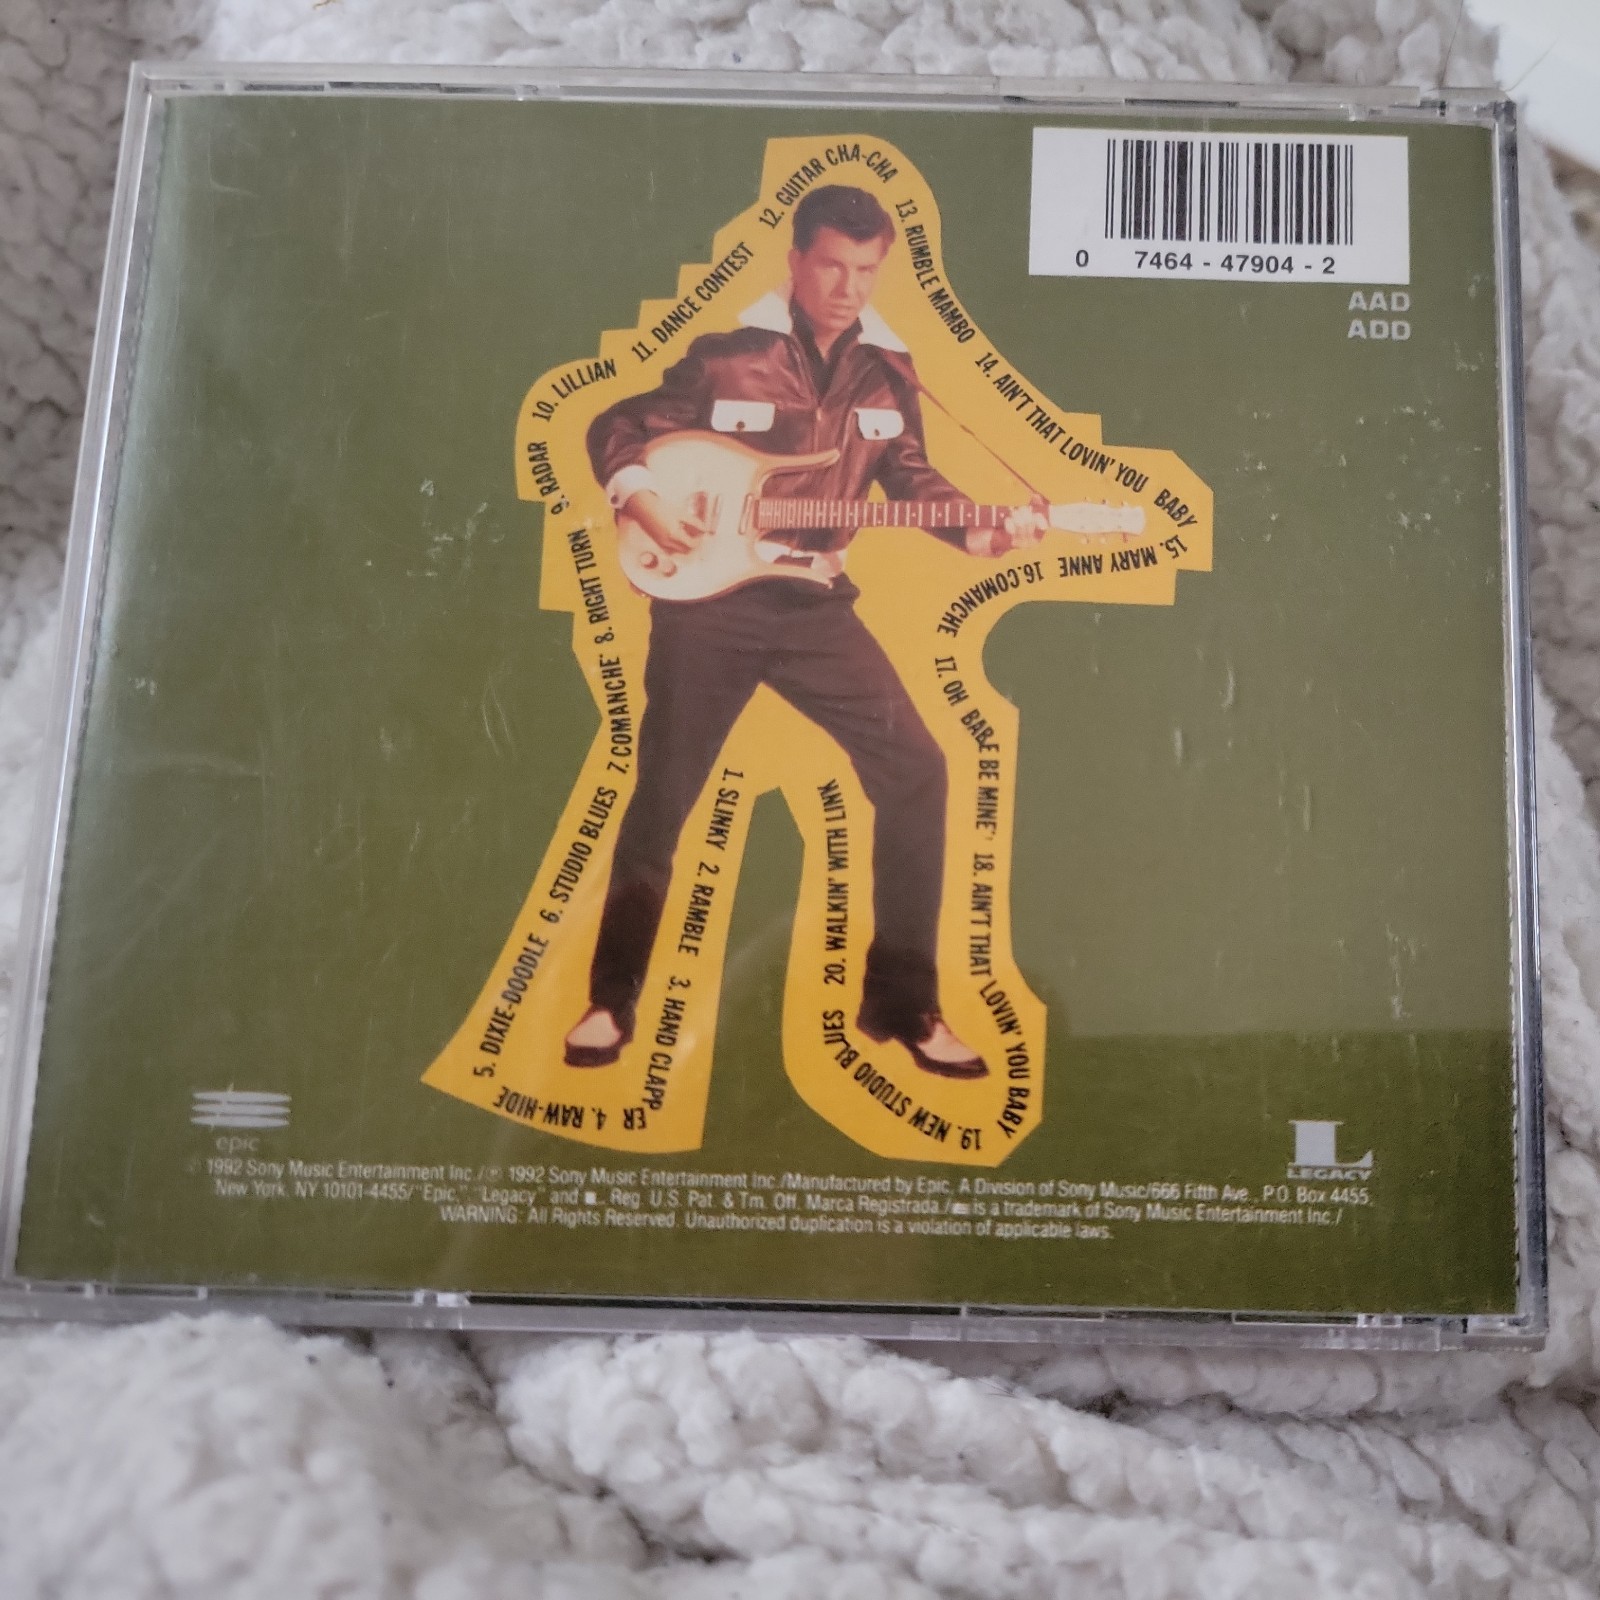 0 7464 - 47904 - 2
AAD
ADD
1. SLINKY
2. RAMBLE
3. HAND CLAPPER
4. RAW-HIDE
5. DIXIE-DOODLE
6. STUDIO BLUES
7. COMANCHE*
8. RIGHT TURN
9. RADAR
10. LILLIAN
11. DANCE CONTEST
12. GUITAR CHA-CHA
13. RUMBLE MAMBO
14. AIN'T THAT LOVIN' YOU BABY
15. MARY ANNE
16. COMANCHE
17. OH BABE BE MINE*
18. AIN'T THAT LOVIN' YOU BABY
19. NEW STUDIO BLUES
20. WALKIN' WITH LINK
epic
L
LEGACY
© 1992 Sony Music Entertainment Inc./℗ 1992 Sony Music Entertainment Inc./Manufactured by Epic, A Division of Sony Music/666 Fifth Ave., P.O. Box 4455,
New York, NY 10101-4455/"Epic," "Legacy" and Reg. U.S. Pat. & Tm. Off. Marca Registrada./ is a trademark of Sony Music Entertainment Inc./
WARNING: All Rights Reserved. Unauthorized duplication is a violation of applicable laws.